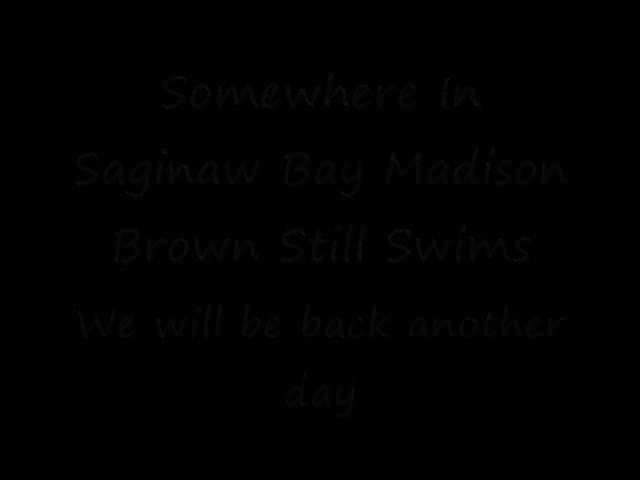 Somewhere In
Saginaw Bay Madison
Brown Still Swims
We will be back another
day